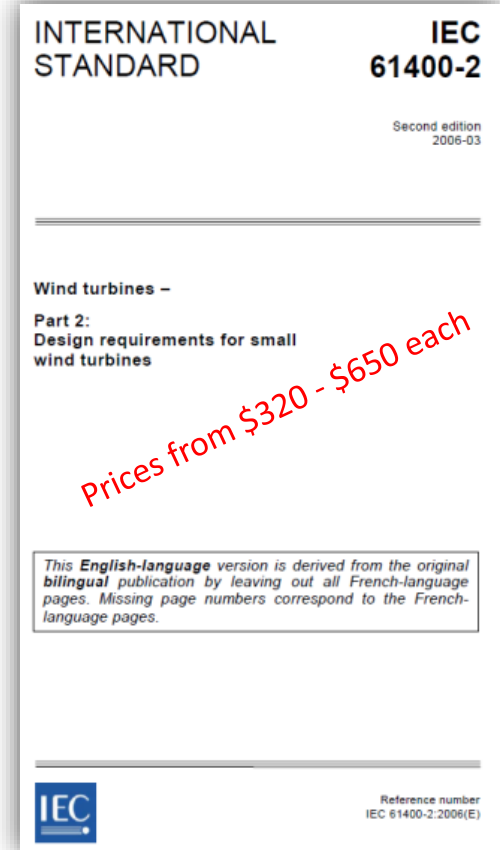 INTERNATIONAL
STANDARD
IEC
61400-2
Second edition
2006-03
Wind turbines –
Part 2:
Design requirements for small
wind turbines
Prices from $320 - $650 each
This English-language version is derived from the original
bilingual publication by leaving out all French-language
pages. Missing page numbers correspond to the French-
language pages.
IEC
Reference number
IEC 61400-2:2006(E)